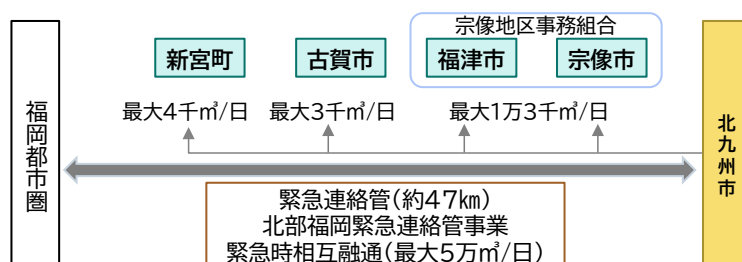 宗像地区事務組合
新宮町
古賀市
福津市
宗像市
最大4千㎥/日
最大3千㎥/日
最大1万3千㎥/日
福岡都市圏
北九州市
緊急連絡管(約47㎞)
北部福岡緊急連絡管事業
緊急時相互融通(最大5万㎥/日)